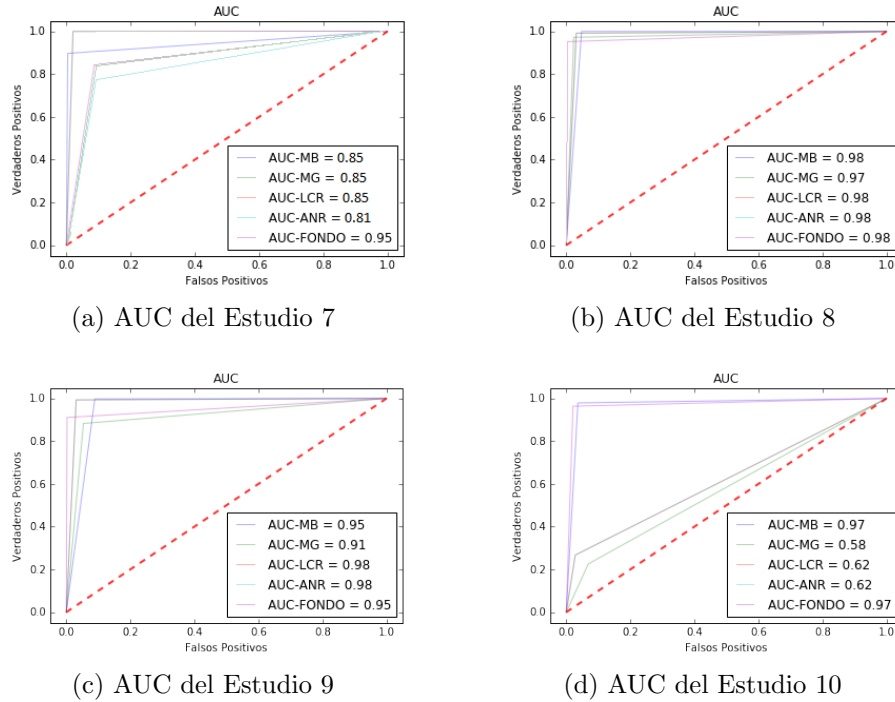 AUC
Verdaderos Positivos
1.0
0.8
0.6
0.4
0.2
0.0
AUC-MB = 0.85
AUC-MG = 0.85
AUC-LCR = 0.85
AUC-ANR = 0.81
AUC-FONDO = 0.95
0.0 0.2 0.4 0.6 0.8 1.0
Falsos Positivos
(a) AUC del Estudio 7
AUC
Verdaderos Positivos
1.0
0.8
0.6
0.4
0.2
0.0
AUC-MB = 0.98
AUC-MG = 0.97
AUC-LCR = 0.98
AUC-ANR = 0.98
AUC-FONDO = 0.98
0.0 0.2 0.4 0.6 0.8 1.0
Falsos Positivos
(b) AUC del Estudio 8
AUC
Verdaderos Positivos
1.0
0.8
0.6
0.4
0.2
0.0
AUC-MB = 0.95
AUC-MG = 0.91
AUC-LCR = 0.98
AUC-ANR = 0.98
AUC-FONDO = 0.95
0.0 0.2 0.4 0.6 0.8 1.0
Falsos Positivos
(c) AUC del Estudio 9
AUC
Verdaderos Positivos
1.0
0.8
0.6
0.4
0.2
0.0
AUC-MB = 0.97
AUC-MG = 0.58
AUC-LCR = 0.62
AUC-ANR = 0.62
AUC-FONDO = 0.97
0.0 0.2 0.4 0.6 0.8 1.0
Falsos Positivos
(d) AUC del Estudio 10